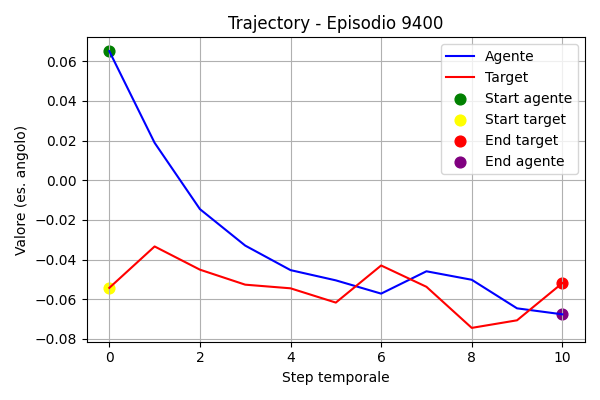 Trajectory - Episodio 9400
Valore (es. angolo)
0.06
0.04
0.02
0.00
−0.02
−0.04
−0.06
−0.08
Agente
Target
Start agente
Start target
End target
End agente
0 2 4 6 8 10
Step temporale